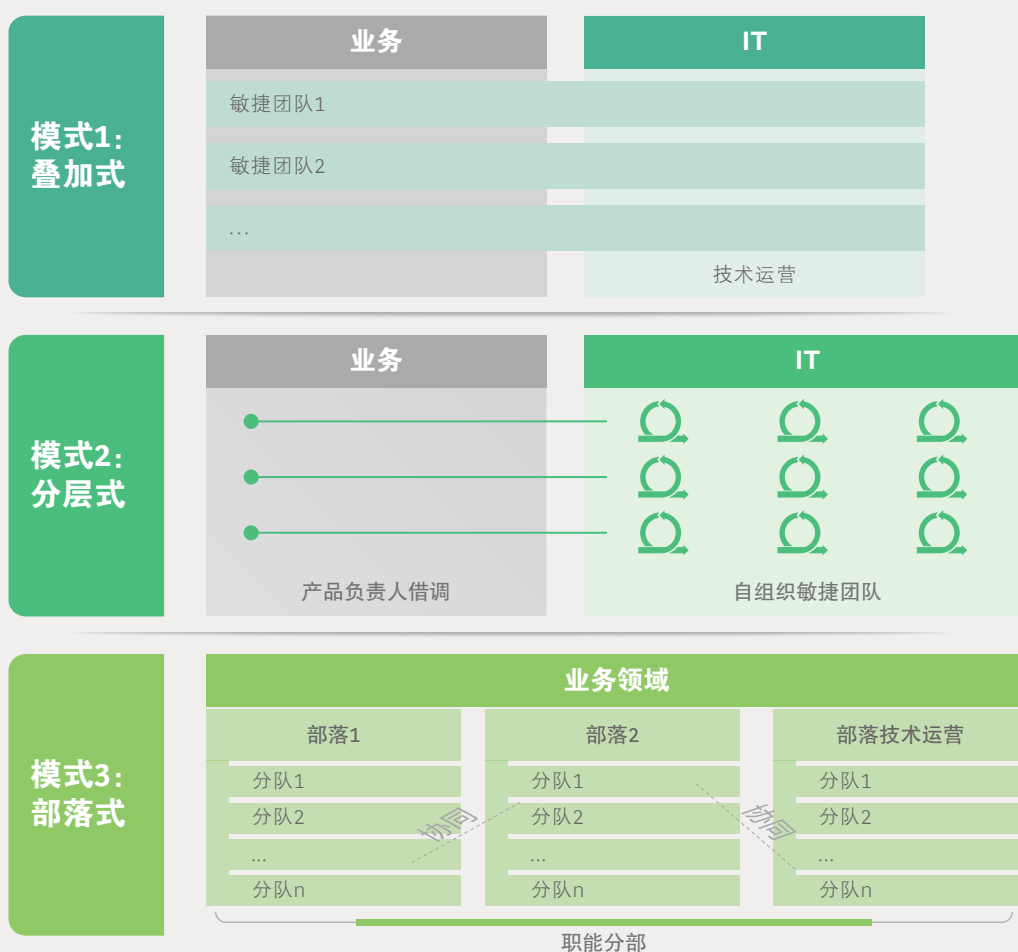 模式1:
叠加式
业务
IT
敏捷团队1
敏捷团队2
...
技术运营
模式2:
分层式
业务
IT
产品负责人借调
自组织敏捷团队
模式3:
部落式
业务领域
部落1
部落2
部落技术运营
分队1
分队1
分队1
分队2
协同
分队2
协同
分队2
...
...
...
分队n
分队n
分队n
职能分部